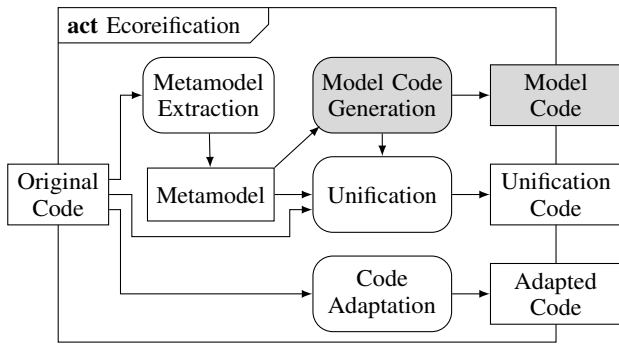 act Ecoreification
Metamodel
Extraction
Model Code
Generation
Model
Code
Original
Code
Metamodel
Unification
Unification
Code
Code
Adaptation
Adapted
Code